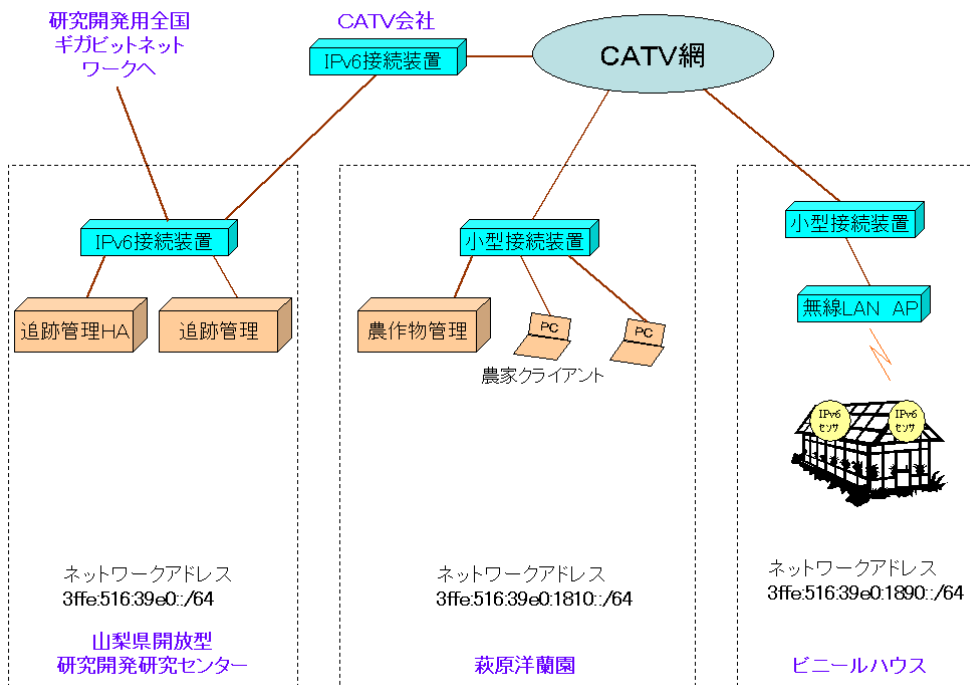 研究開発用全国
ギガビットネット
ワークへ
CATV会社
IPv6接続装置
CATV網
IPv6接続装置
追跡管理HA
追跡管理
ネットワークアドレス
3ffe:516:39e0::/64
山梨県開放型
研究開発研究センター
小型接続装置
農作物管理
PC
PC
農家クライアント
ネットワークアドレス
3ffe:516:39e0:1810::/64
萩原洋蘭園
小型接続装置
無線LAN AP
IPv6
センサ
IPv6
センサ
ネットワークアドレス
3ffe:516:39e0:1890::/64
ビニールハウス